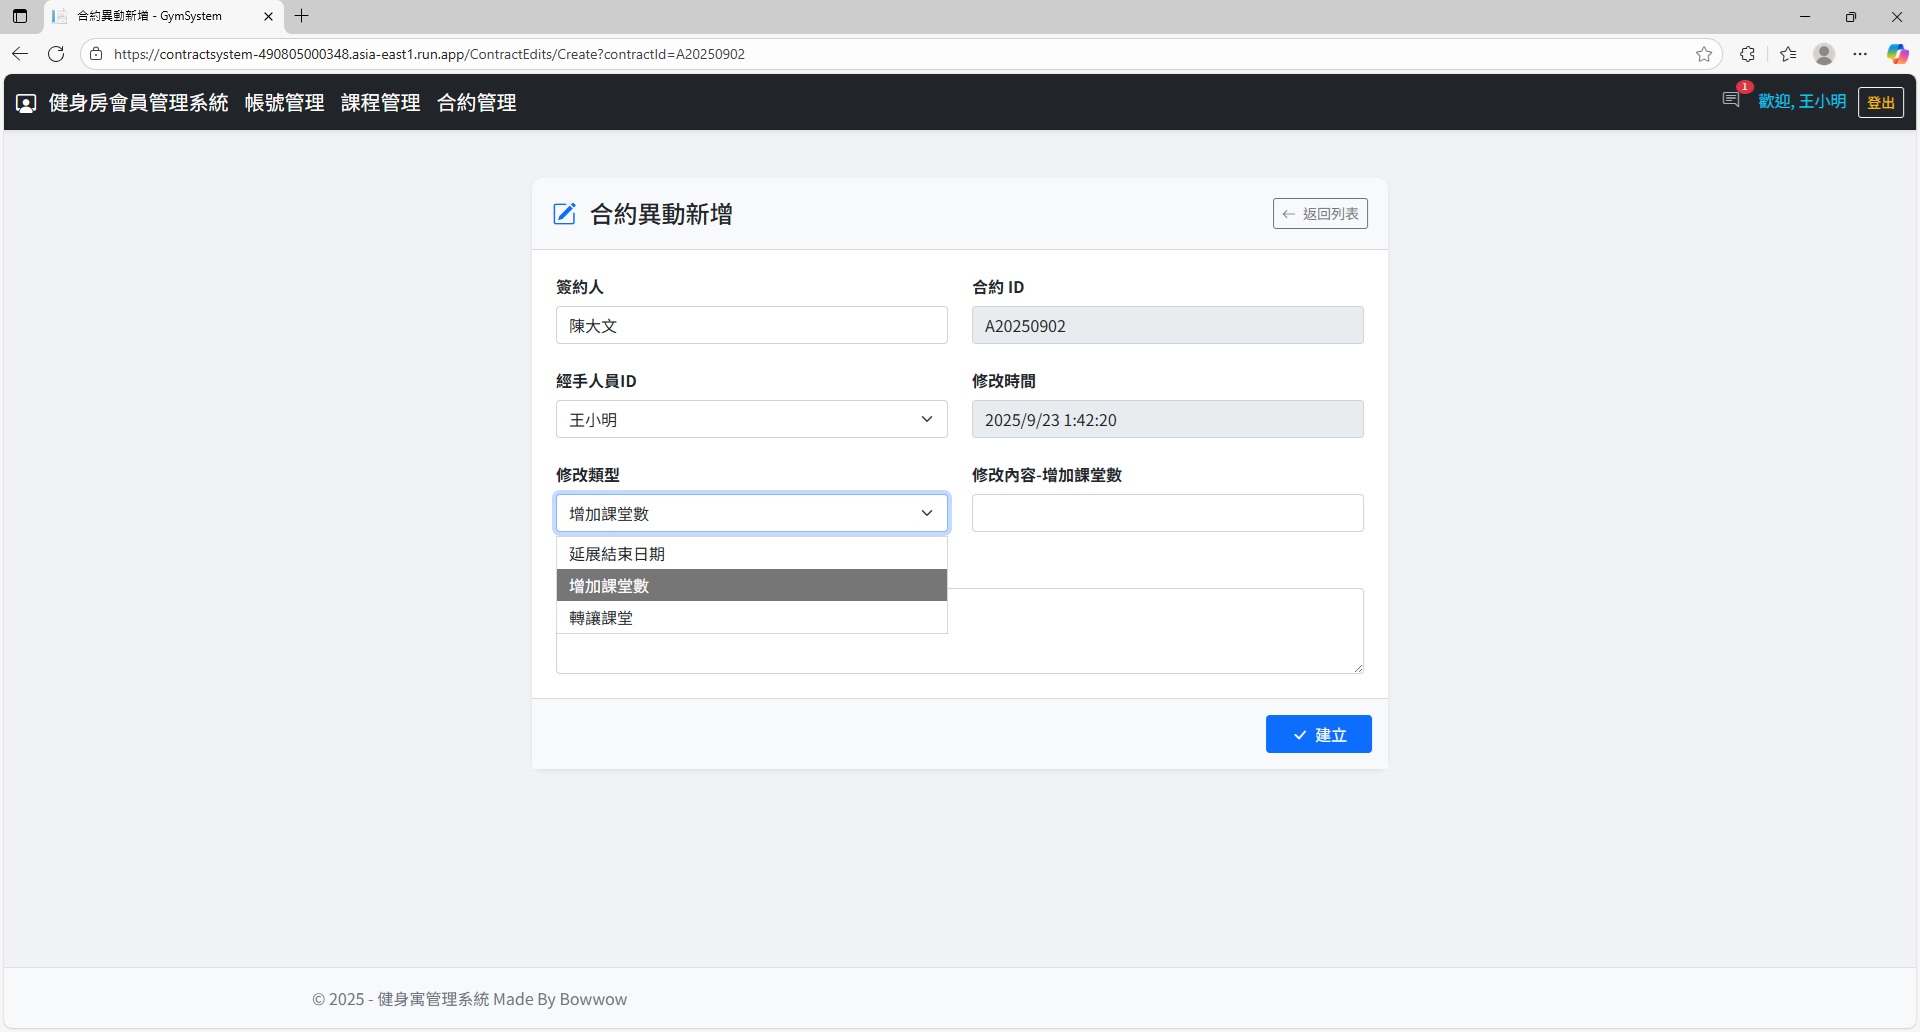 合約異動新增 - GymSystem
https://contractsystem-490805000348.asia-east1.run.app/ContractEdits/Create?contractId=A20250902
健身房會員管理系統 帳號管理 課程管理 合約管理
1
歡迎, 王小明 登出
合約異動新增
← 返回列表
簽約人
合約 ID
陳大文
A20250902
經手人員ID
修改時間
王小明
2025/9/23 1:42:20
修改類型
修改內容-增加課堂數
增加課堂數
延展結束日期
增加課堂數
轉讓課堂
建立
© 2025 - 健身寓管理系統 Made By Bowwow